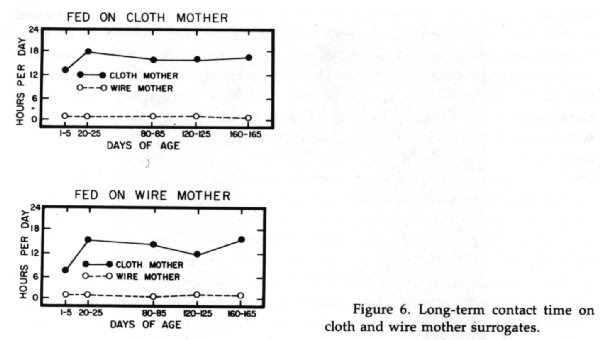 FED ON CLOTH MOTHER
24
18
12
6
0
HOURS PER DAY
CLOTH MOTHER
WIRE MOTHER
1-5 20-25 80-85 120-125 160-165
DAYS OF AGE
FED ON WIRE MOTHER
24
18
12
6
0
HOURS PER DAY
CLOTH MOTHER
WIRE MOTHER
1-5 20-25 80-85 120-125 160-165
DAYS OF AGE
Figure 6. Long-term contact time on
cloth and wire mother surrogates.